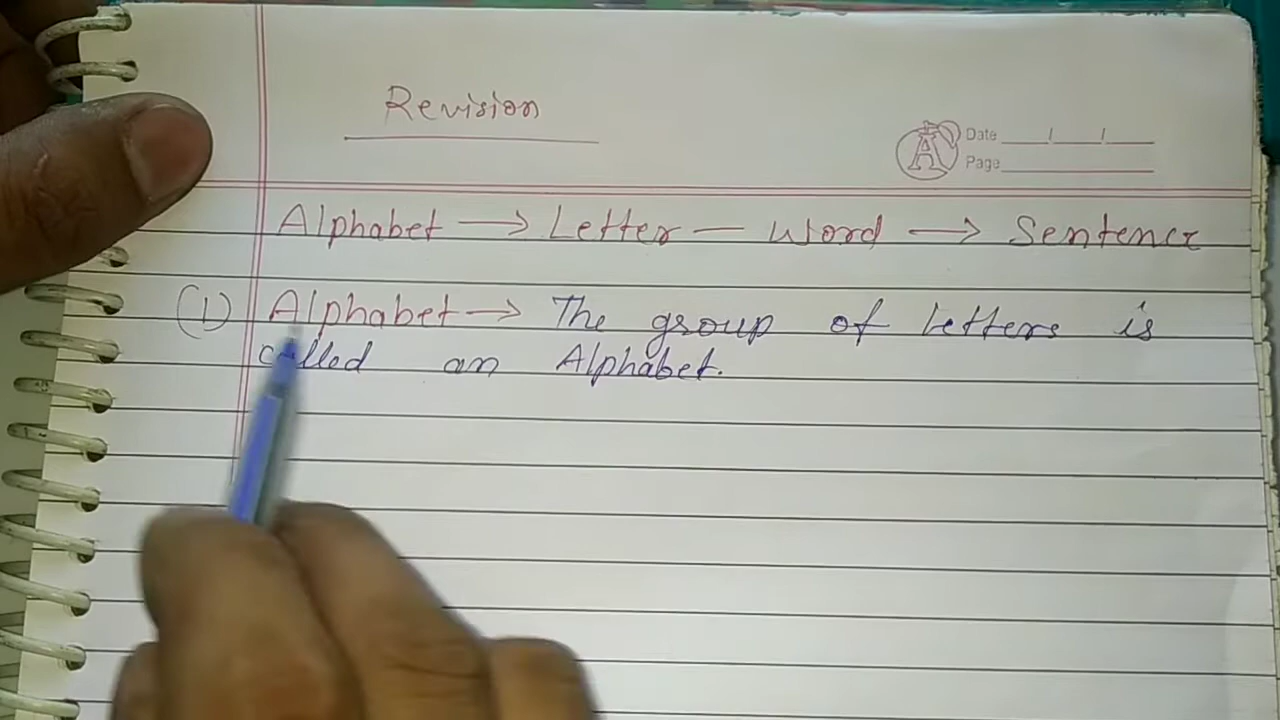 Revision
A
Date / /
Page
Alphabet → Letter — Word → Sentence
(1) Alphabet → The group of letters is
called an Alphabet.